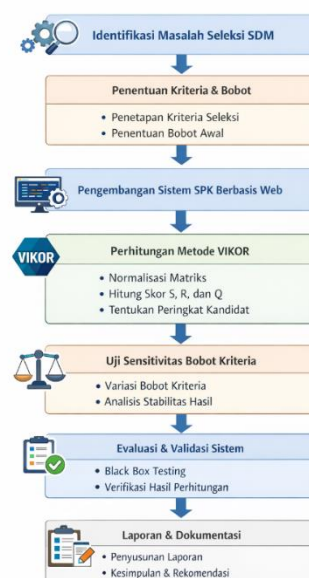 Identifikasi Masalah Seleksi SDM
Penentuan Kriteria & Bobot
• Penetapan Kriteria Seleksi
• Penentuan Bobot Awal
Pengembangan Sistem SPK Berbasis Web
VIKOR
Perhitungan Metode VIKOR
• Normalisasi Matriks
• Hitung Skor S, R, dan Q
• Tentukan Peringkat Kandidat
Uji Sensitivitas Bobot Kriteria
• Variasi Bobot Kriteria
• Analisis Stabilitas Hasil
Evaluasi & Validasi Sistem
• Black Box Testing
• Verifikasi Hasil Perhitungan
Laporan & Dokumentasi
• Penyusunan Laporan
• Kesimpulan & Rekomendasi